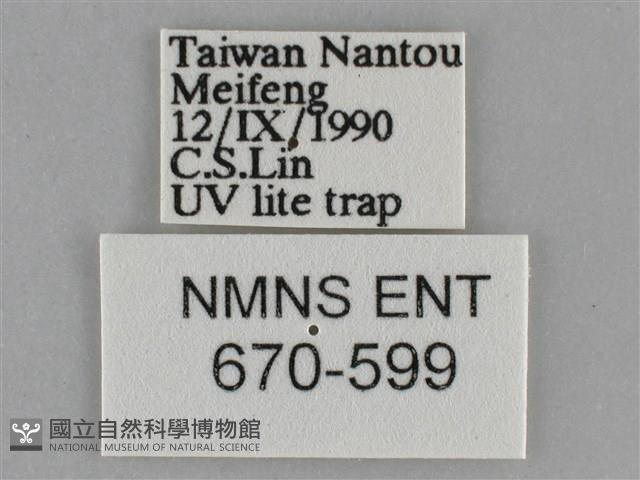 Taiwan Nantou
Meifeng
12/IX/1990
C.S.Lin
UV lite trap
NMNS ENT
670-599
國立自然科學博物館
NATIONAL MUSEUM OF NATURAL SCIENCE